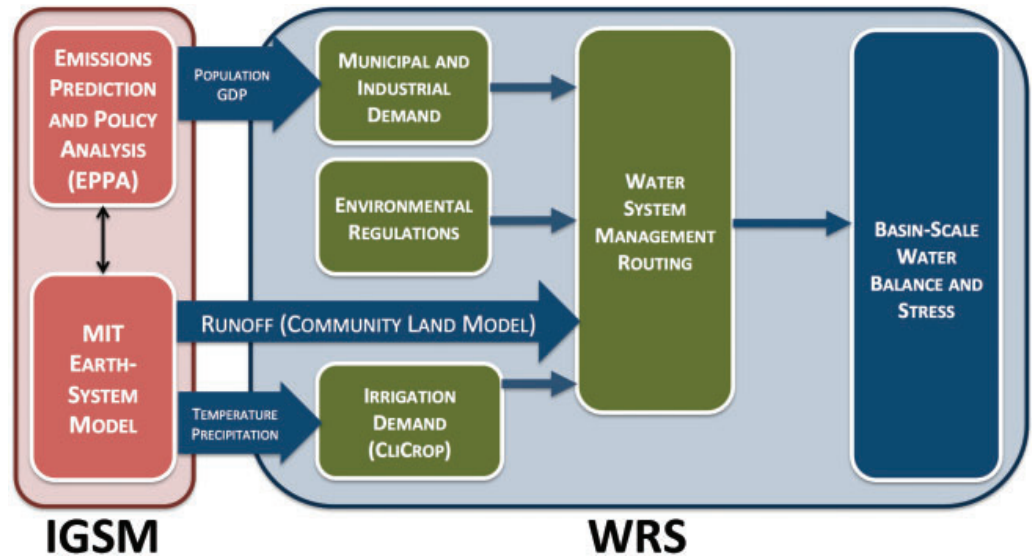 EMISSIONS
PREDICTION
AND POLICY
ANALYSIS
(EPPA)
POPULATION
GDP
MUNICIPAL AND
INDUSTRIAL
DEMAND
ENVIRONMENTAL
REGULATIONS
WATER
SYSTEM
MANAGEMENT
ROUTING
BASIN-SCALE
WATER
BALANCE AND
STRESS
MIT
EARTH-
SYSTEM
MODEL
RUNOFF (COMMUNITY LAND MODEL)
TEMPERATURE
PRECIPITATION
IRRIGATION
DEMAND
(CLICROP)
IGSM
WRS